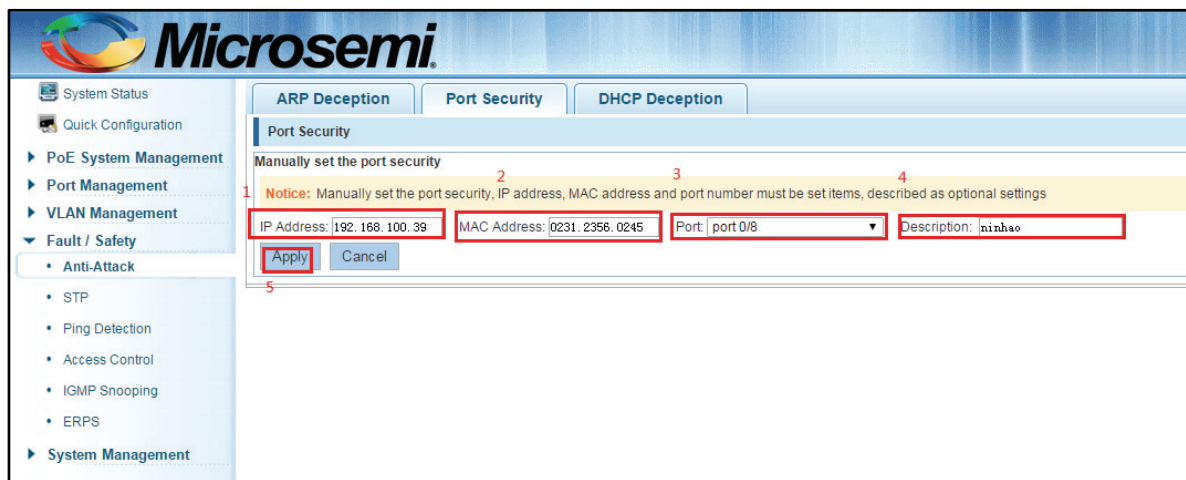 Microsemi.
System Status
Quick Configuration
PoE System Management
Port Management
VLAN Management
Fault / Safety
Anti-Attack
STP
Ping Detection
Access Control
IGMP Snooping
ERPS
System Management
ARP Deception Port Security DHCP Deception
Port Security
Manually set the port security
2 3 4
1 Notice: Manually set the port security, IP address, MAC address and port number must be set items, described as optional settings
IP Address: 192.168.100.39 MAC Address: 0231.2356.0245 Port: port 0/8 Description: ninhao
Apply Cancel
5